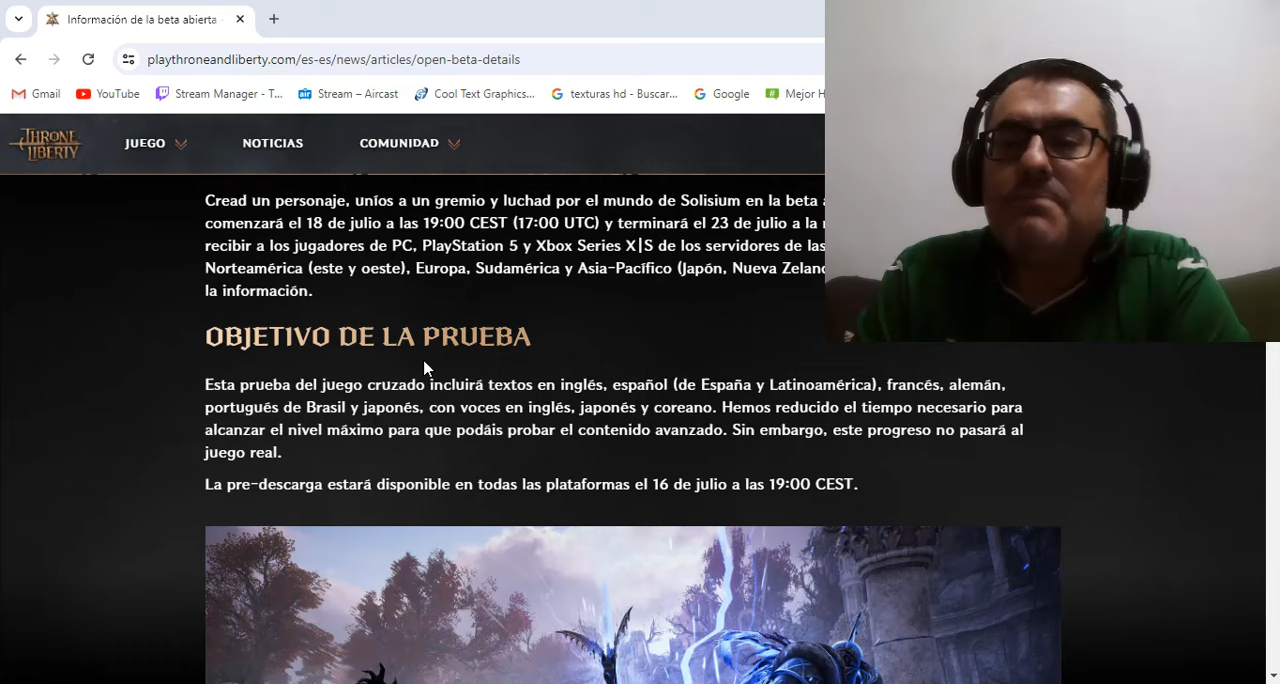 Información de la beta abierta
playthroneandliberty.com/es-es/news/articles/open-beta-details
Gmail YouTube Stream Manager - T... Stream – Aircast Cool Text Graphics... texturas hd - Buscar... Google Mejor H
THRONE LIBERTY JUEGO NOTICIAS COMUNIDAD
Cread un personaje, uníos a un gremio y luchad por el mundo de Solisium en la beta
comenzará el 18 de julio a las 19:00 CEST (17:00 UTC) y terminará el 23 de julio a la
recibir a los jugadores de PC, PlayStation 5 y Xbox Series X|S de los servidores de las
Norteamérica (este y oeste), Europa, Sudamérica y Asia-Pacífico (Japón, Nueva
la información.
OBJETIVO DE LA PRUEBA
Esta prueba del juego cruzado incluirá textos en inglés, español (de España y Latinoamérica), francés, alemán,
portugués de Brasil y japonés, con voces en inglés, japonés y coreano. Hemos reducido el tiempo necesario para
alcanzar el nivel máximo para que podáis probar el contenido avanzado. Sin embargo, este progreso no pasará al
juego real.
La pre-descarga estará disponible en todas las plataformas el 16 de julio a las 19:00 CEST.